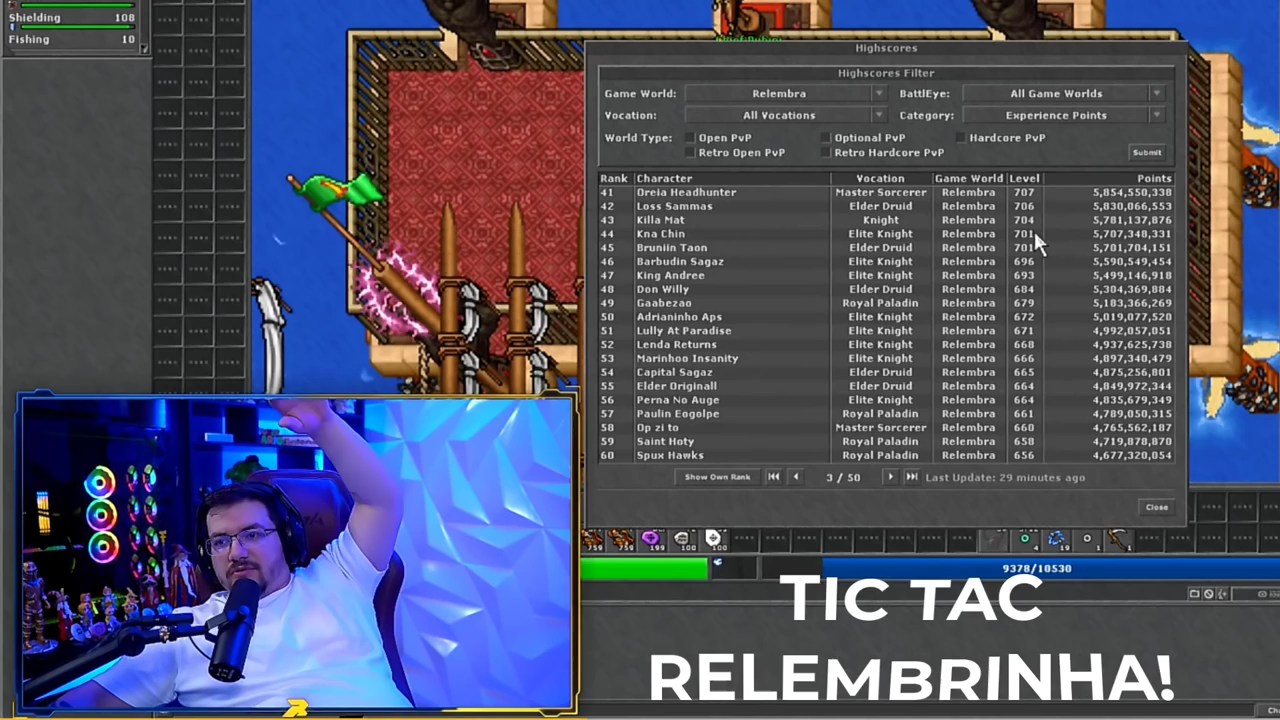 Shielding 108
Fishing 10
Highscores
Highscores Filter
Game World: Relembra BattlEye: All Game Worlds
Vocation: All Vocations Category: Experience Points
World Type: Open PvP Optional PvP Hardcore PvP
Retro Open PvP Retro Hardcore PvP Submit
Rank Character Vocation Game World Level Points
41 Oreia Headhunter Master Sorcerer Relembra 707 5,854,550,338
42 Loss Sammas Elder Druid Relembra 706 5,830,066,553
43 Killa Mat Knight Relembra 704 5,781,137,876
44 Kna Chin Elite Knight Relembra 701 5,707,348,331
45 Bruniin Taon Elder Druid Relembra 701 5,701,704,151
46 Barbudin Sagaz Elite Knight Relembra 696 5,590,549,454
47 King Andree Elite Knight Relembra 693 5,499,146,918
48 Don Willy Elite Knight Relembra 684 5,304,369,884
49 Gaabezao Royal Paladin Relembra 679 5,183,366,269
50 Adrianinho Aps Elite Knight Relembra 672 5,019,077,520
51 Lully At Paradise Elite Knight Relembra 671 4,992,057,051
52 Lenda Returns Elite Knight Relembra 668 4,937,625,738
53 Marinhoo Insanity Elite Knight Relembra 666 4,897,340,479
54 Capital Sagaz Elder Druid Relembra 665 4,875,256,801
55 Elder Originall Elder Druid Relembra 664 4,849,972,344
56 Perna No Auge Elite Knight Relembra 664 4,835,679,349
57 Paulin Eogolpe Royal Paladin Relembra 661 4,789,050,315
58 Op zi to Master Sorcerer Relembra 660 4,765,562,187
59 Saint Hoty Royal Paladin Relembra 658 4,719,878,870
60 Spux Hawks Royal Paladin Relembra 656 4,677,320,054
Show Own Rank 3 / 50 Last Update: 29 minutes ago
Close
759 759 199 100 100 4 19 1 1
9378/10530
TIC TAC
RELEMBRINHA!